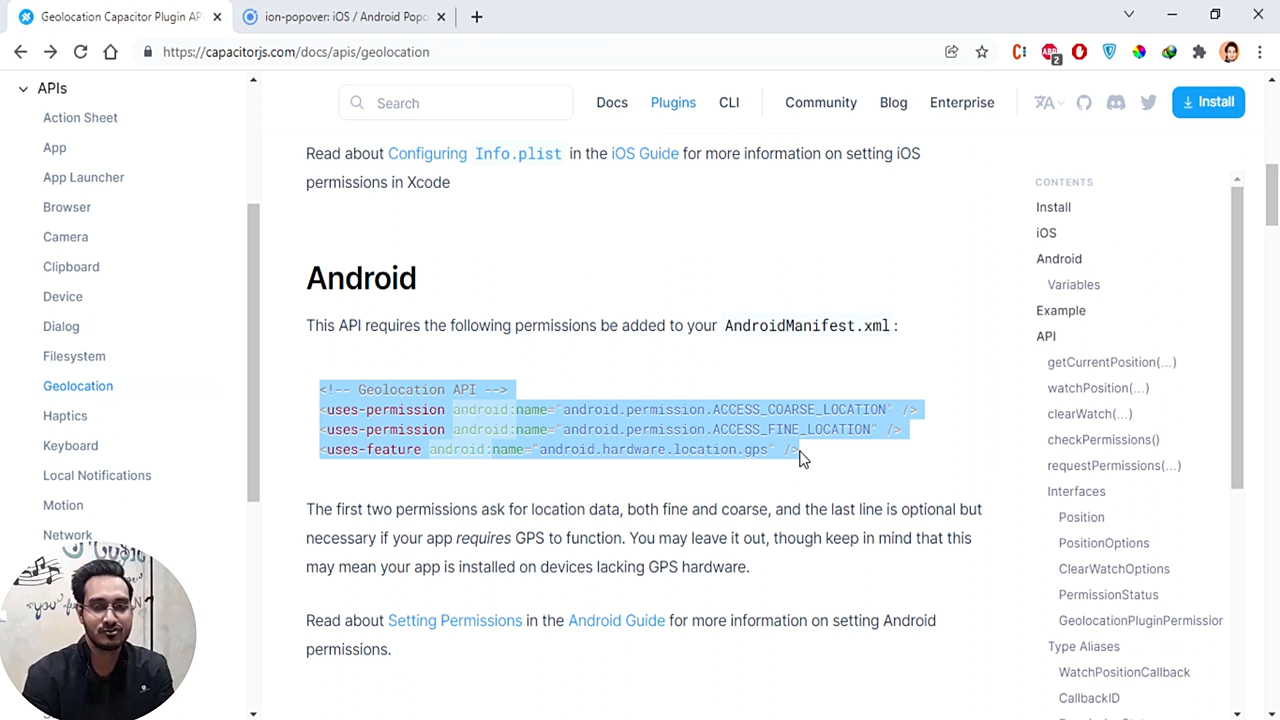 Geolocation Capacitor Plugin API
ion-popover: iOS / Android Popo
https://capacitorjs.com/docs/apis/geolocation
2
APIs
Action Sheet
App
App Launcher
Browser
Camera
Clipboard
Device
Dialog
Filesystem
Geolocation
Haptics
Keyboard
Local Notifications
Motion
Network
Search
Docs
Plugins
CLI
Community
Blog
Enterprise
Install
Read about Configuring Info.plist in the iOS Guide for more information on setting iOS
permissions in Xcode
Android
This API requires the following permissions be added to your AndroidManifest.xml:
<!-- Geolocation API -->
<uses-permission android:name="android.permission.ACCESS_COARSE_LOCATION" />
<uses-permission android:name="android.permission.ACCESS_FINE_LOCATION" />
<uses-feature android:name="android.hardware.location.gps" />
The first two permissions ask for location data, both fine and coarse, and the last line is optional but
necessary if your app requires GPS to function. You may leave it out, though keep in mind that this
may mean your app is installed on devices lacking GPS hardware.
Read about Setting Permissions in the Android Guide for more information on setting Android
permissions.
CONTENTS
Install
iOS
Android
Variables
Example
API
getCurrentPosition(...)
watchPosition(...)
clearWatch(...)
checkPermissions()
requestPermissions(...)
Interfaces
Position
PositionOptions
ClearWatchOptions
PermissionStatus
GeolocationPluginPermission
Type Aliases
WatchPositionCallback
CallbackID